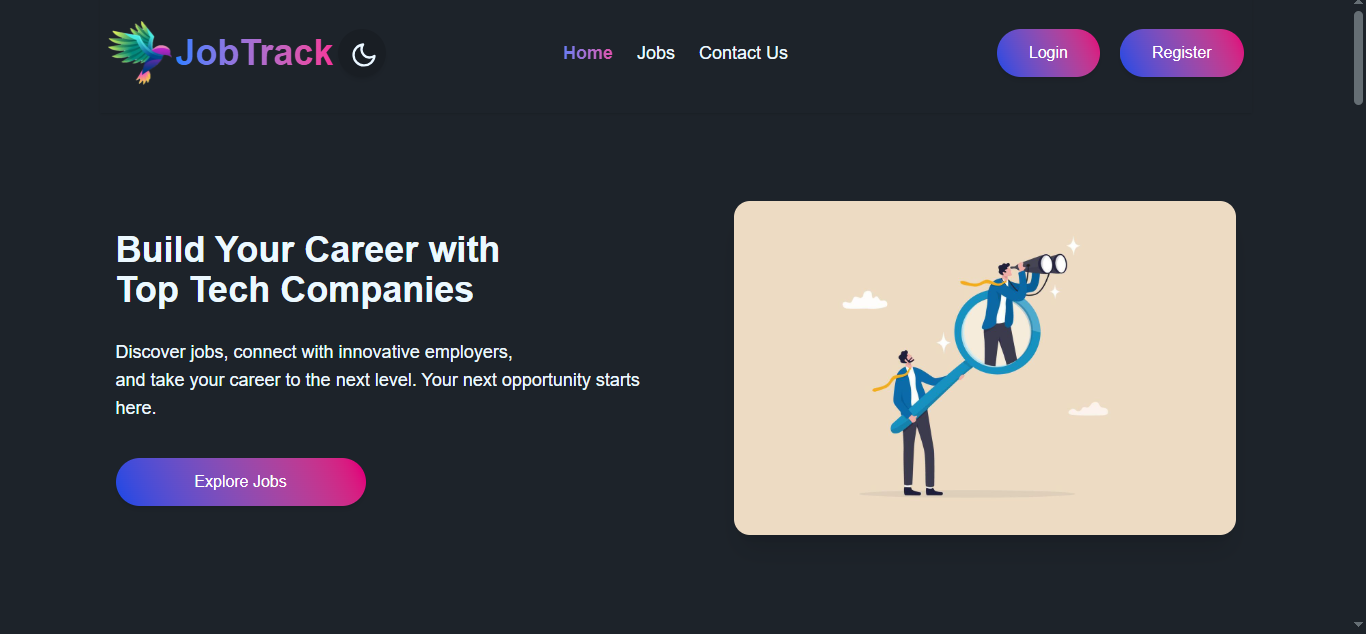 JobTrack
Home
Jobs
Contact Us
Login
Register
Build Your Career with
Top Tech Companies
Discover jobs, connect with innovative employers,
and take your career to the next level. Your next opportunity starts
here.
Explore Jobs